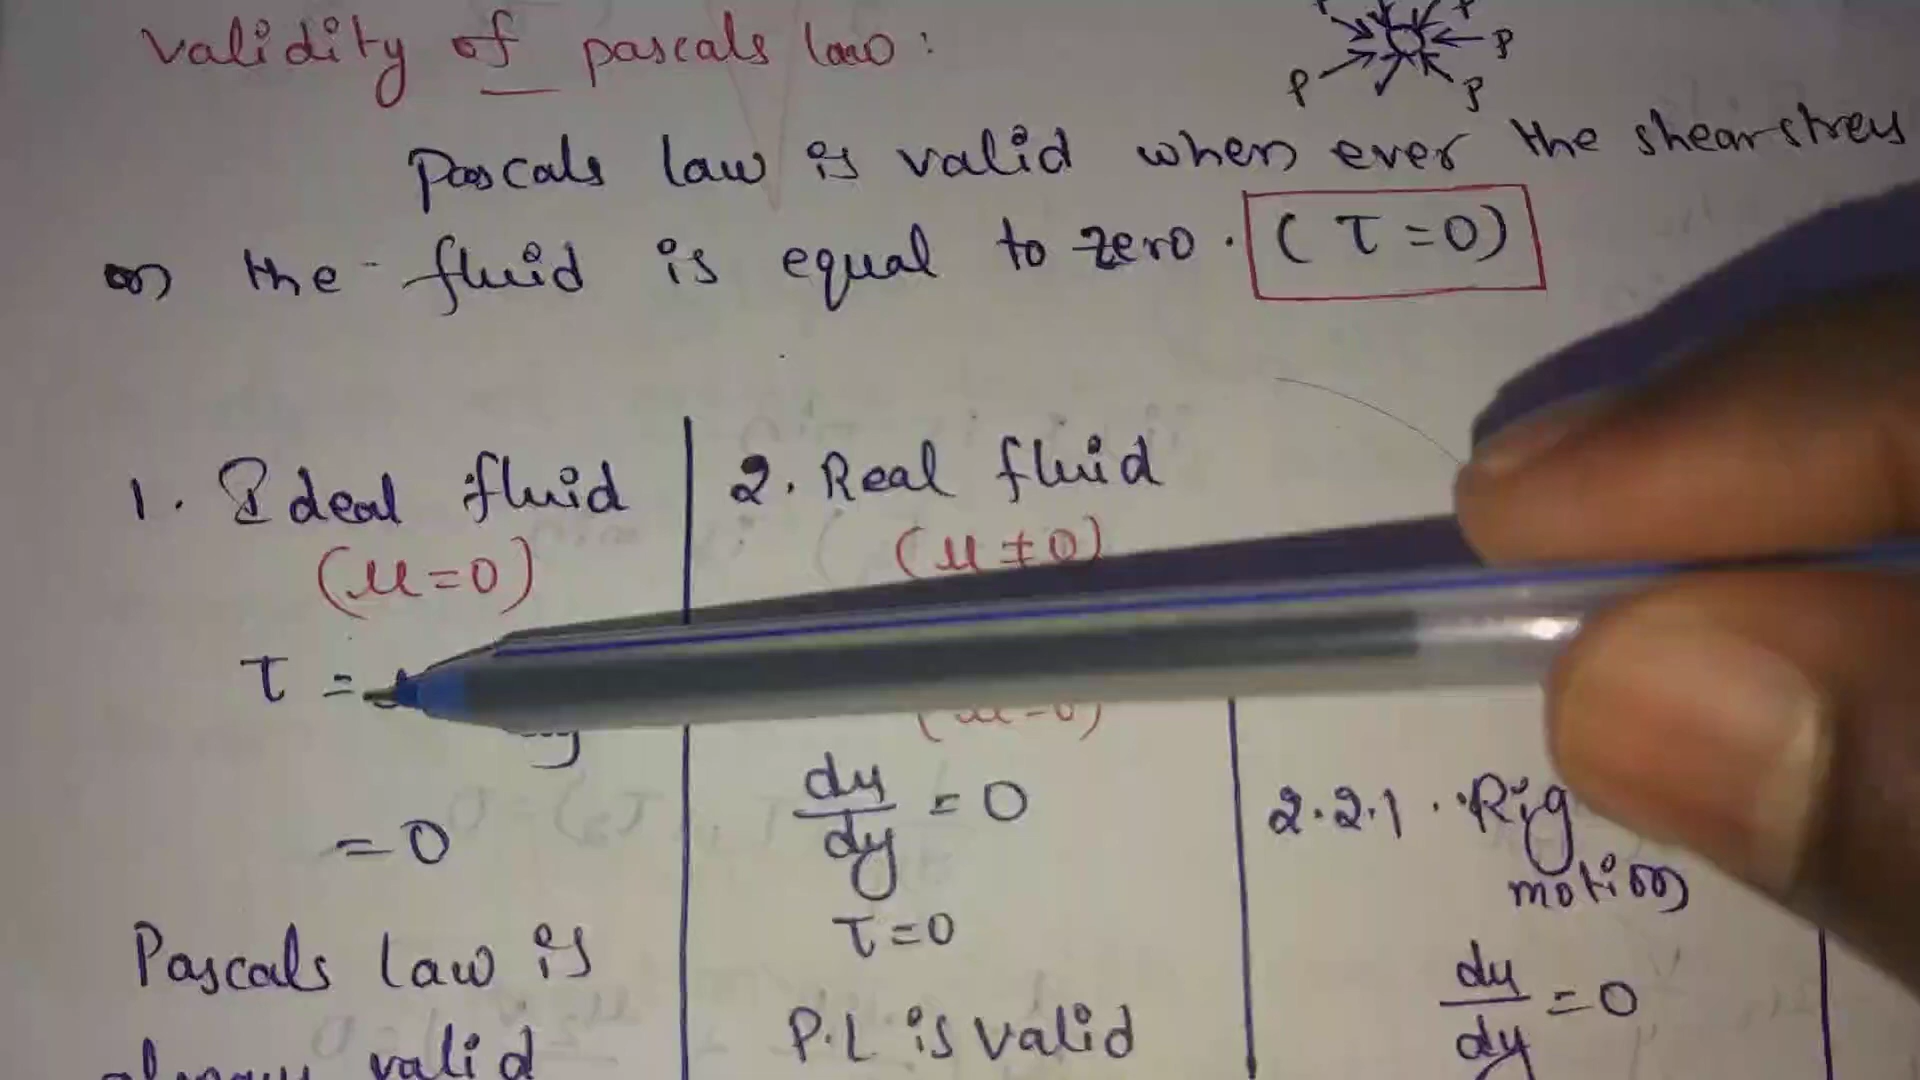 validity of pascals law:
P
P
P
Pascals law is valid when ever the shear stress
on the fluid is equal to zero. (τ = 0)
1. Ideal fluid
(μ = 0)
τ =
= 0
Pascals law is
always valid
2. Real fluid
(μ ≠ 0)
du/dy = 0
τ = 0
P.L is valid
2.2.1. Rig
motion
du/dy = 0